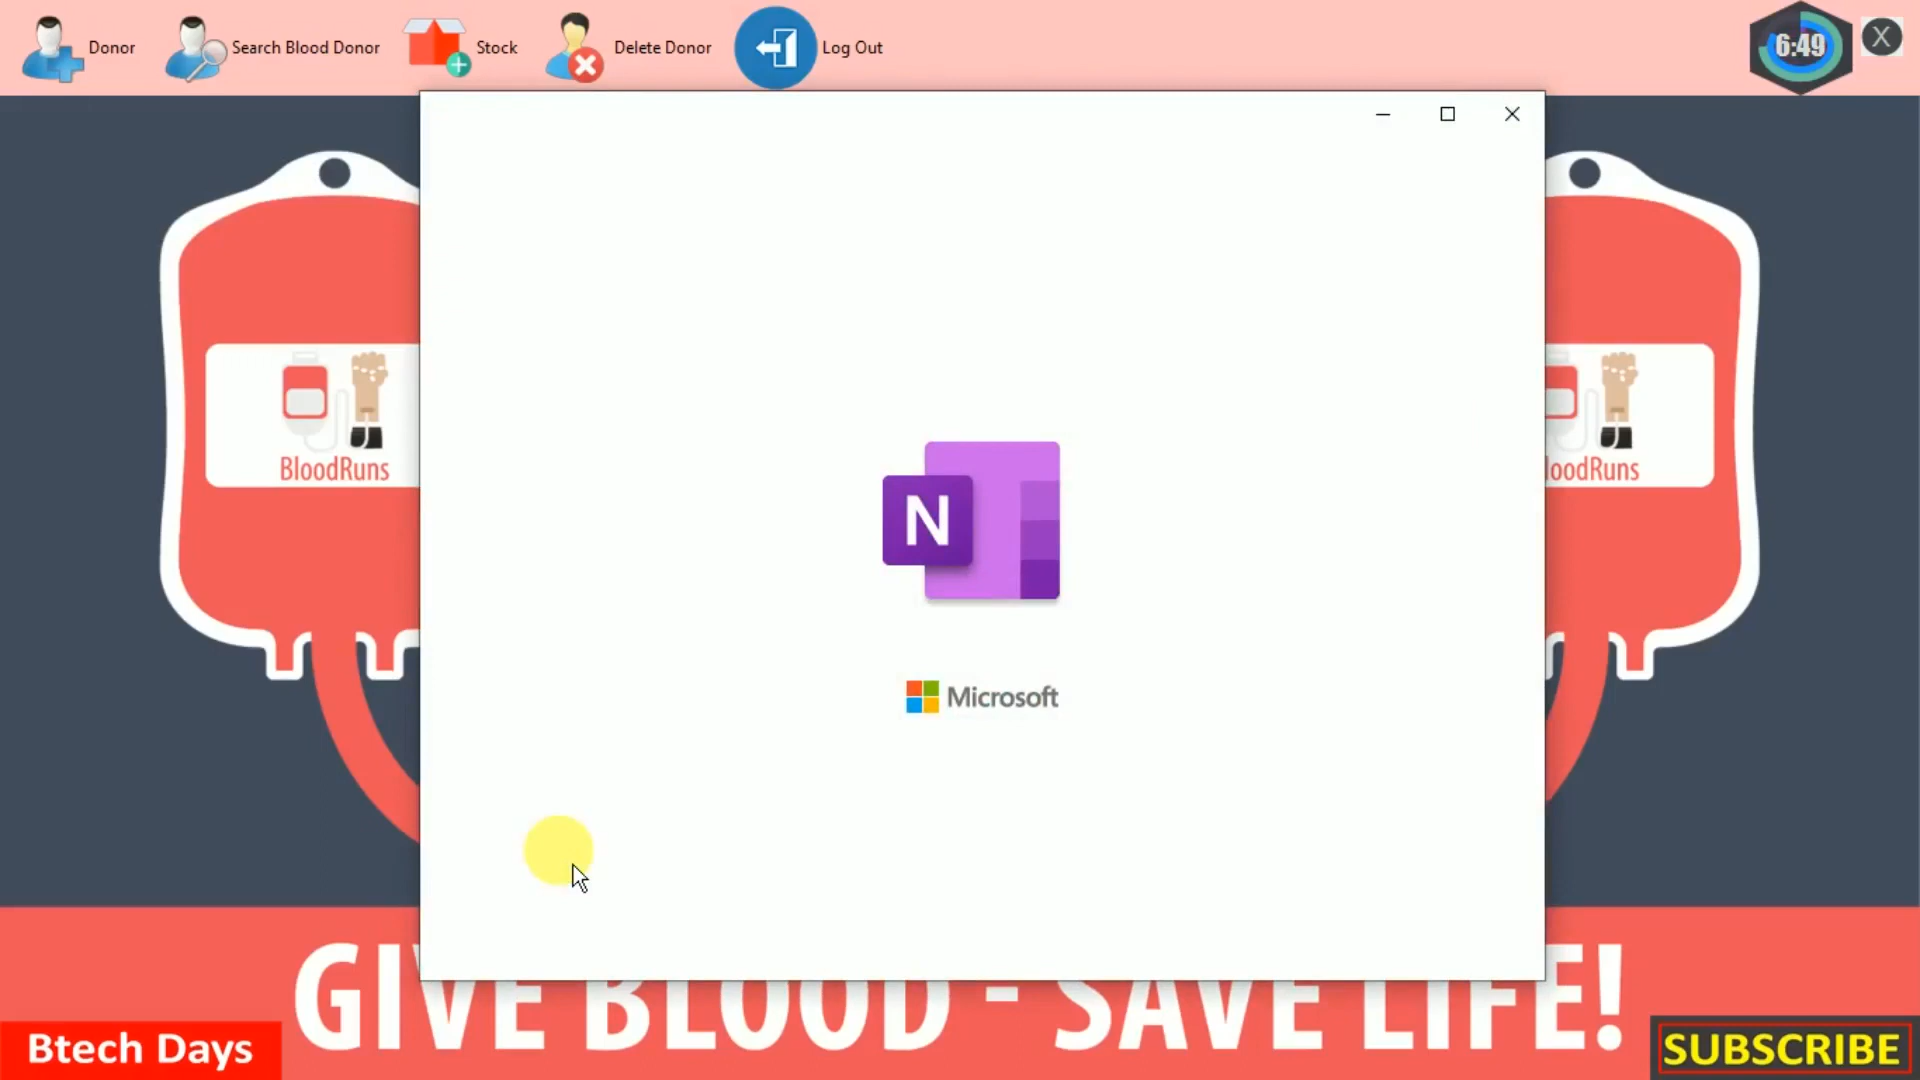 Donor
Search Blood Donor
Stock
Delete Donor
Log Out
6:49
X
BloodRuns
oodRuns
N
Microsoft
GIVE BLOOD - SAVE LIFE!
Btech Days
SUBSCRIBE